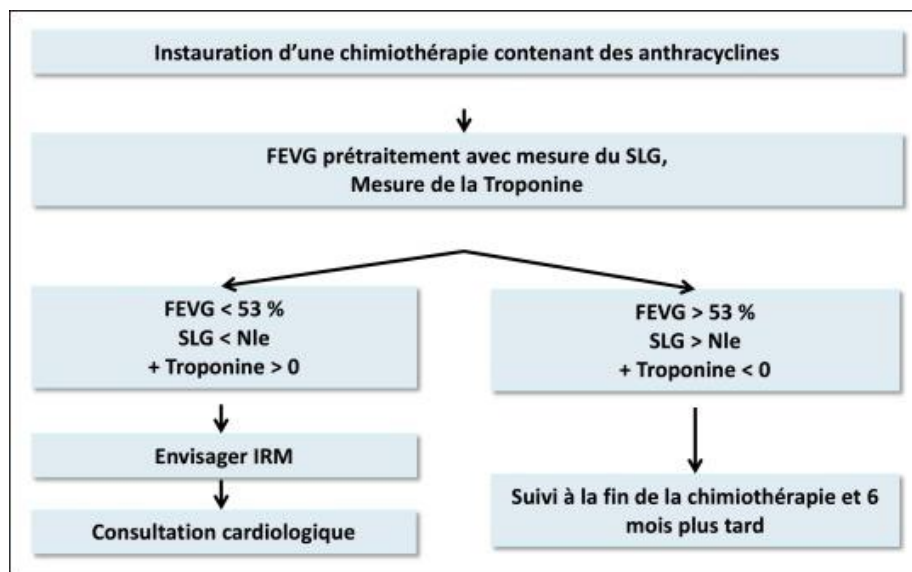 Instauration d'une chimiothérapie contenant des anthracyclines
FEVG prétraitement avec mesure du SLG,
Mesure de la Troponine
FEVG < 53 %
SLG < Nle
+ Troponine > 0
FEVG > 53 %
SLG > Nle
+ Troponine < 0
Envisager IRM
Consultation cardiologique
Suivi à la fin de la chimiothérapie et 6
mois plus tard